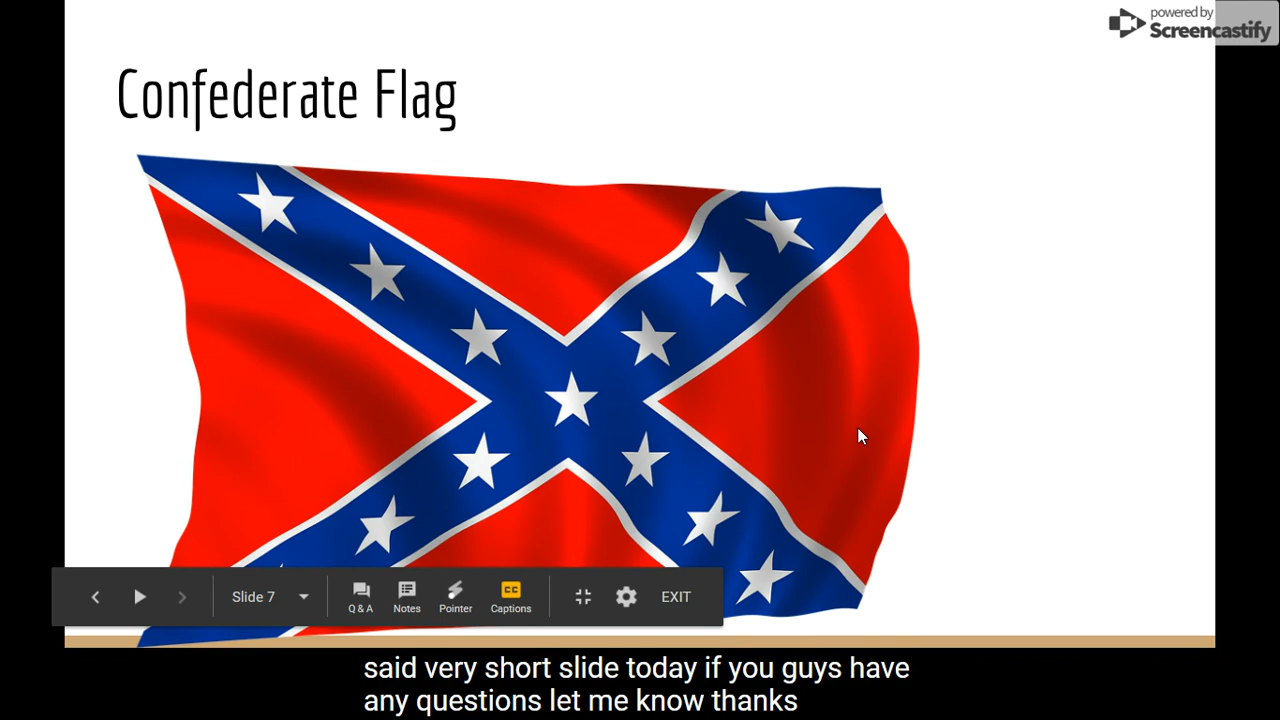 powered by
Screencastify
Confederate Flag
Slide 7
Q & A
Notes
Pointer
CC
Captions
EXIT
said very short slide today if you guys have
any questions let me know thanks